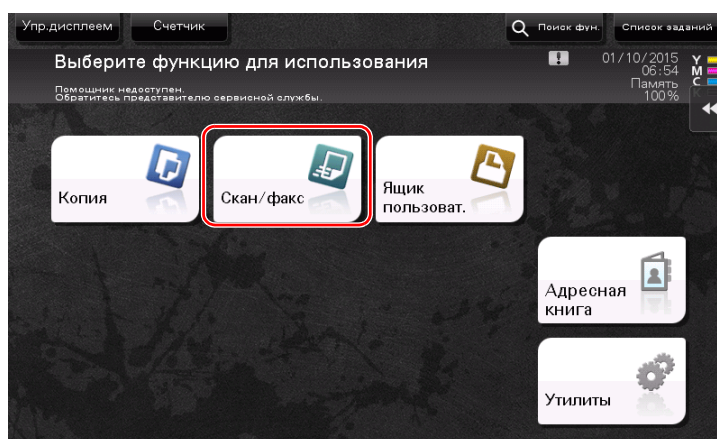 Упр.дисплеем
Счетчик
Поиск фун.
Список заданий
Выберите функцию для использования
Помощник недоступен.
Обратитесь представителю сервисной службы.
01/10/2015
06:54
Память
100%
Y
M
C
K
Копия
Скан/факс
Ящик
пользоват.
Адресная
книга
Утилиты